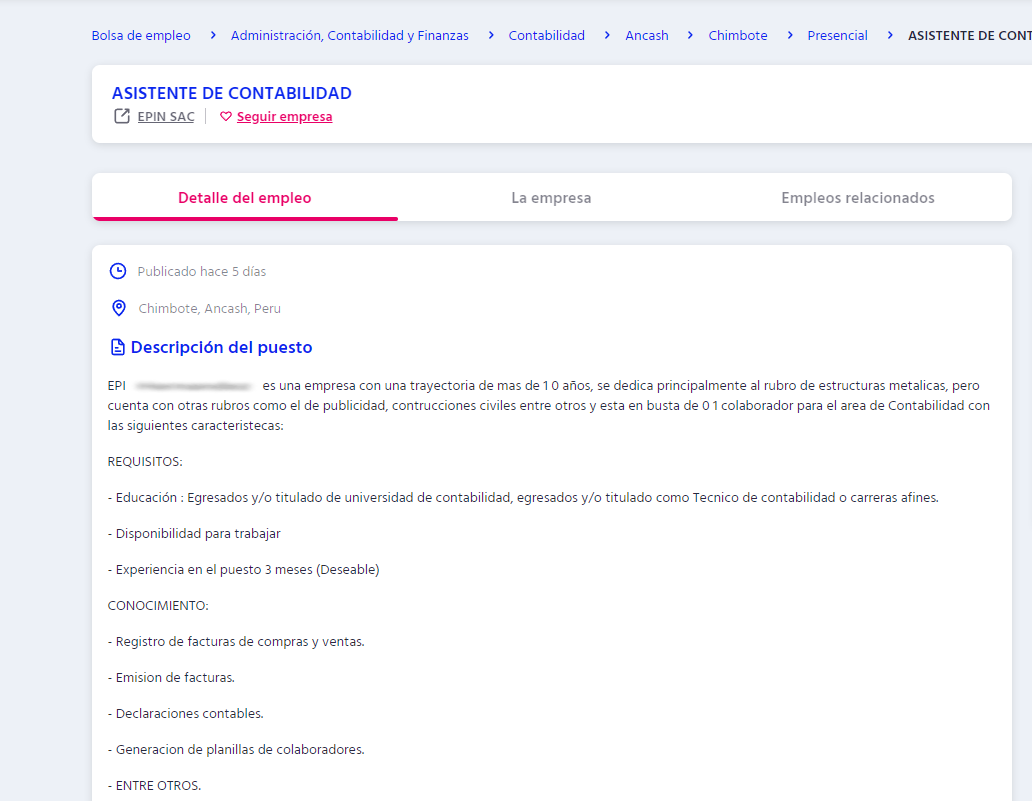 Bolsa de empleo > Administración, Contabilidad y Finanzas > Contabilidad > Ancash > Chimbote > Presencial > ASISTENTE DE CONT
ASISTENTE DE CONTABILIDAD
EPIN SAC | Seguir empresa
Detalle del empleo La empresa Empleos relacionados
Publicado hace 5 días
Chimbote, Ancash, Peru
Descripción del puesto
EPI es una empresa con una trayectoria de mas de 10 años, se dedica principalmente al rubro de estructuras metalicas, pero
cuenta con otras rubros como el de publicidad, contrucciones civiles entre otros y esta en busta de 01 colaborador para el area de Contabilidad con
las siguientes caracteristecas:
REQUISITOS:
- Educación : Egresados y/o titulado de universidad de contabilidad, egresados y/o titulado como Tecnico de contabilidad o carreras afines.
- Disponibilidad para trabajar
- Experiencia en el puesto 3 meses (Deseable)
CONOCIMIENTO:
- Registro de facturas de compras y ventas.
- Emision de facturas.
- Declaraciones contables.
- Generacion de planillas de colaboradores.
- ENTRE OTROS.